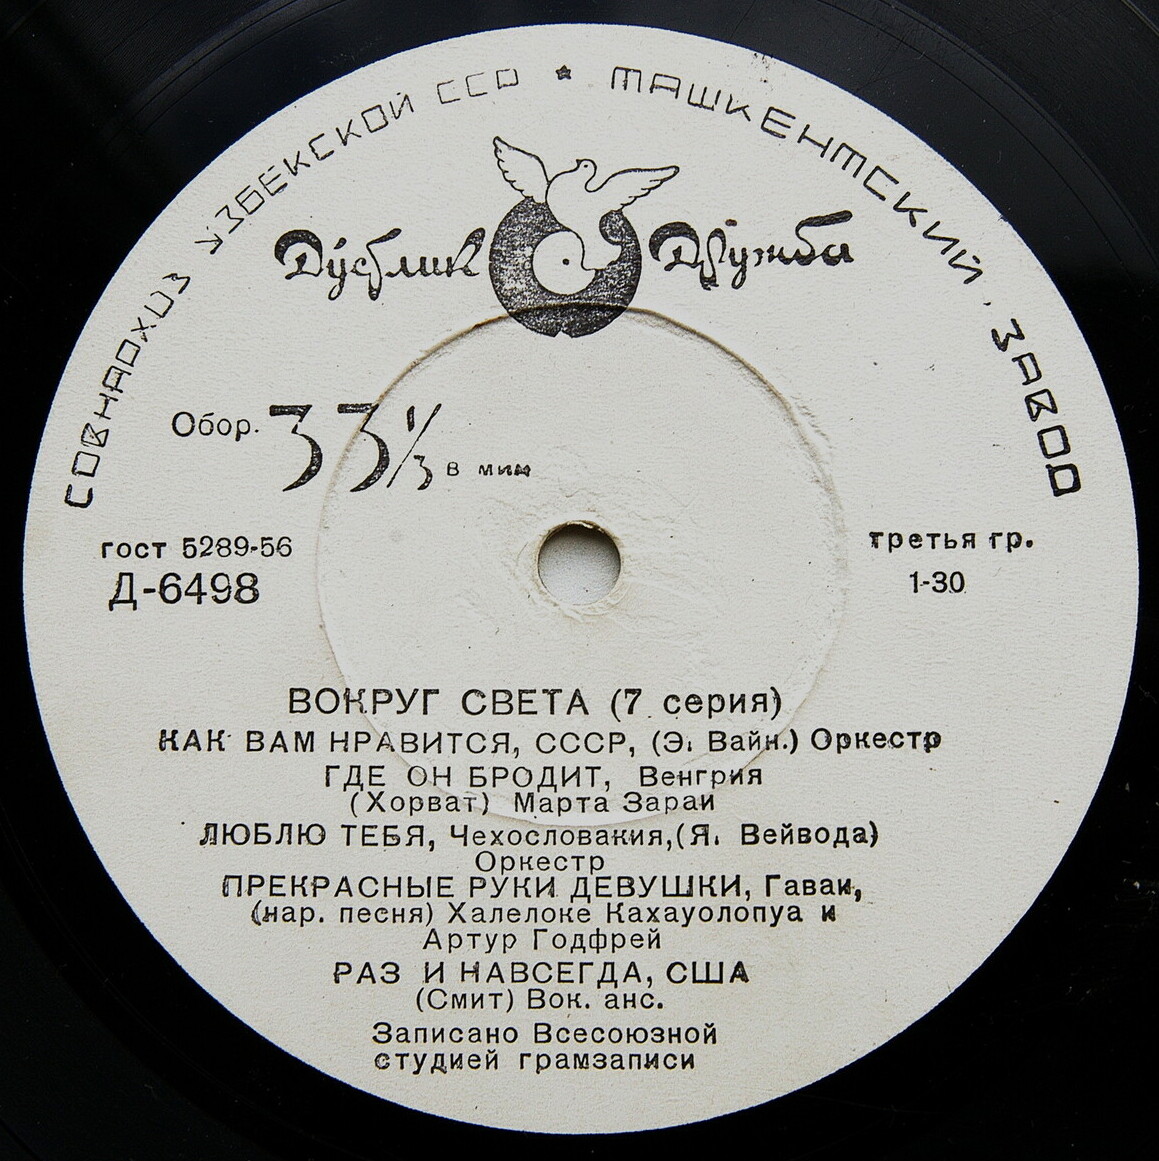 СОВНАРХОЗ УЗБЕКСКОЙ ССР ★ ТАШКЕНТСКИЙ ЗАВОД
Дӯстлик Дружба
Обор. 33 1/3 в мин
гост 5289-56
Д-6498
третья гр.
1-30
ВОКРУГ СВЕТА (7 серия)
КАК ВАМ НРАВИТСЯ, СССР, (Э. Вайн.) Оркестр
ГДЕ ОН БРОДИТ, Венгрия
(Хорват) Марта Зараи
ЛЮБЛЮ ТЕБЯ, Чехословакия,(Я. Вейвода)
Оркестр
ПРЕКРАСНЫЕ РУКИ ДЕВУШКИ, Гаваи,
(нар. песня) Халелоке Кахауолопуа и
Артур Годфрей
РАЗ И НАВСЕГДА, США
(Смит) Вок. анс.
Записано Всесоюзной
студией грамзаписи